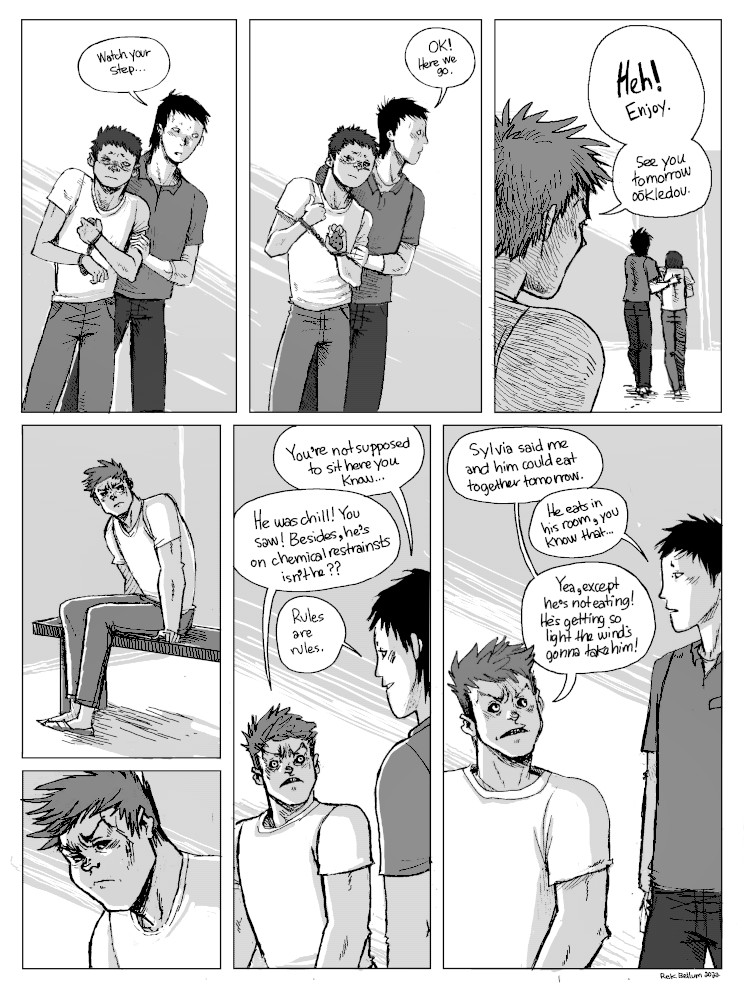 Watch your
step...
OK!
Here we
go.
Heh!
Enjoy.
See you
tomorrow
oōkledou.
You're not supposed
to sit here you
know...
He was chill! You
saw! Besides, he's
on chemical restrainsts
isn't he??
Rules
are
rules.
Sylvia said me
and him could eat
together tomorrow.
He eats in
his room, you
know that...
Yea, except
he's not eating!
He's getting so
light the wind's
gonna take him!
Rek Bellum 2022